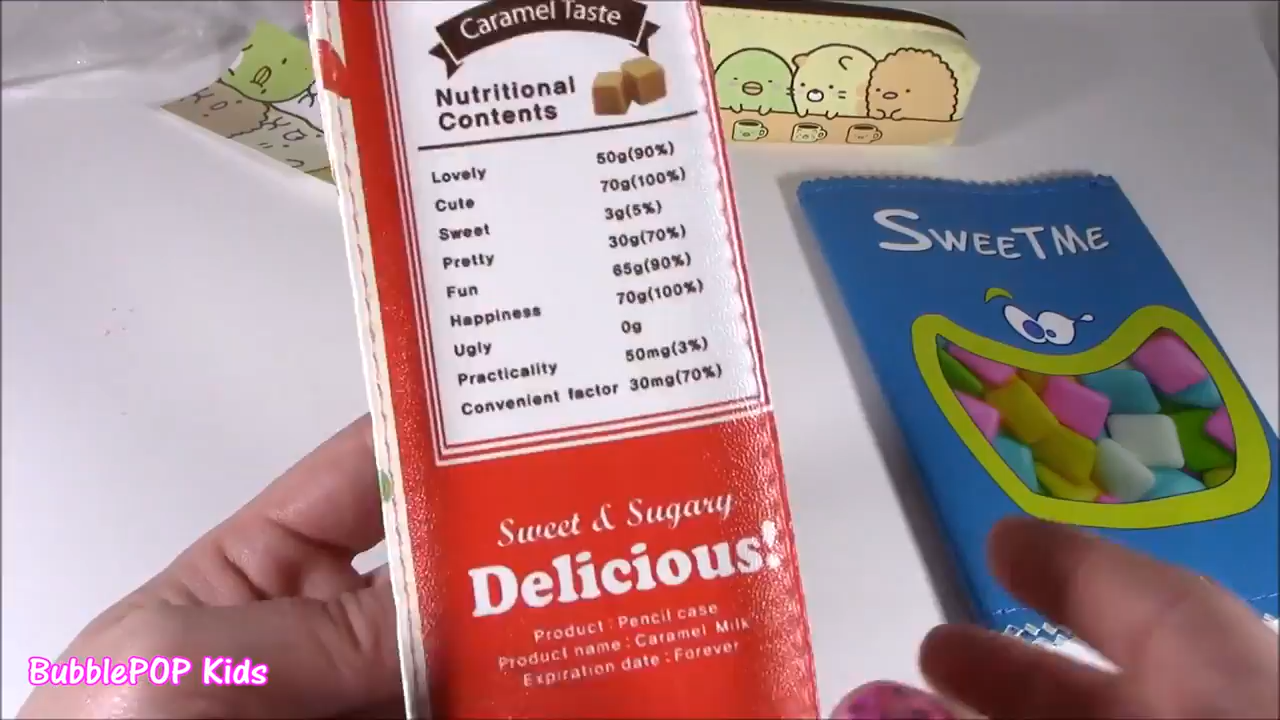 Caramel Taste
Nutritional
Contents
Lovely 50g(90%)
Cute 70g(100%)
Sweet 3g(5%)
Pretty 30g(70%)
Fun 65g(90%)
Happiness 70g(100%)
Ugly 0g
Practicality 50mg(3%)
Convenient factor 30mg(70%)
Sweet & Sugary
Delicious!
Product : Pencil case
Product name : Caramel Milk
Expiration date : Forever
SWEETME
BubblePOP Kids